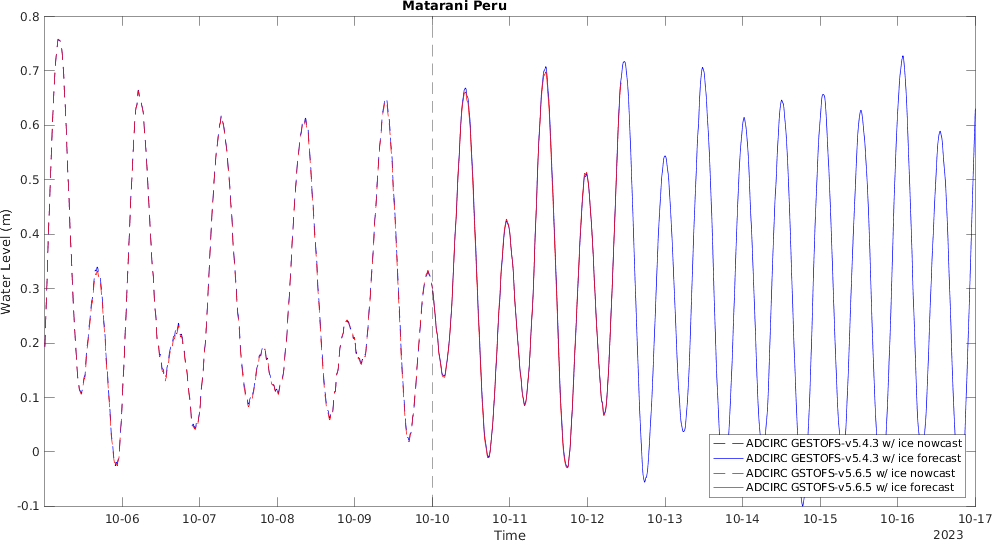 Matarani Peru
0.8
0.7
0.6
0.5
0.4
0.3
0.2
0.1
0
-0.1
Water Level (m)
ADCIRC GESTOFS-v5.4.3 w/ ice nowcast
ADCIRC GESTOFS-v5.4.3 w/ ice forecast
ADCIRC GSTOFS-v5.6.5 w/ ice nowcast
ADCIRC GSTOFS-v5.6.5 w/ ice forecast
10-06 10-07 10-08 10-09 10-10 10-11 10-12 10-13 10-14 10-15 10-16 10-17
Time
2023